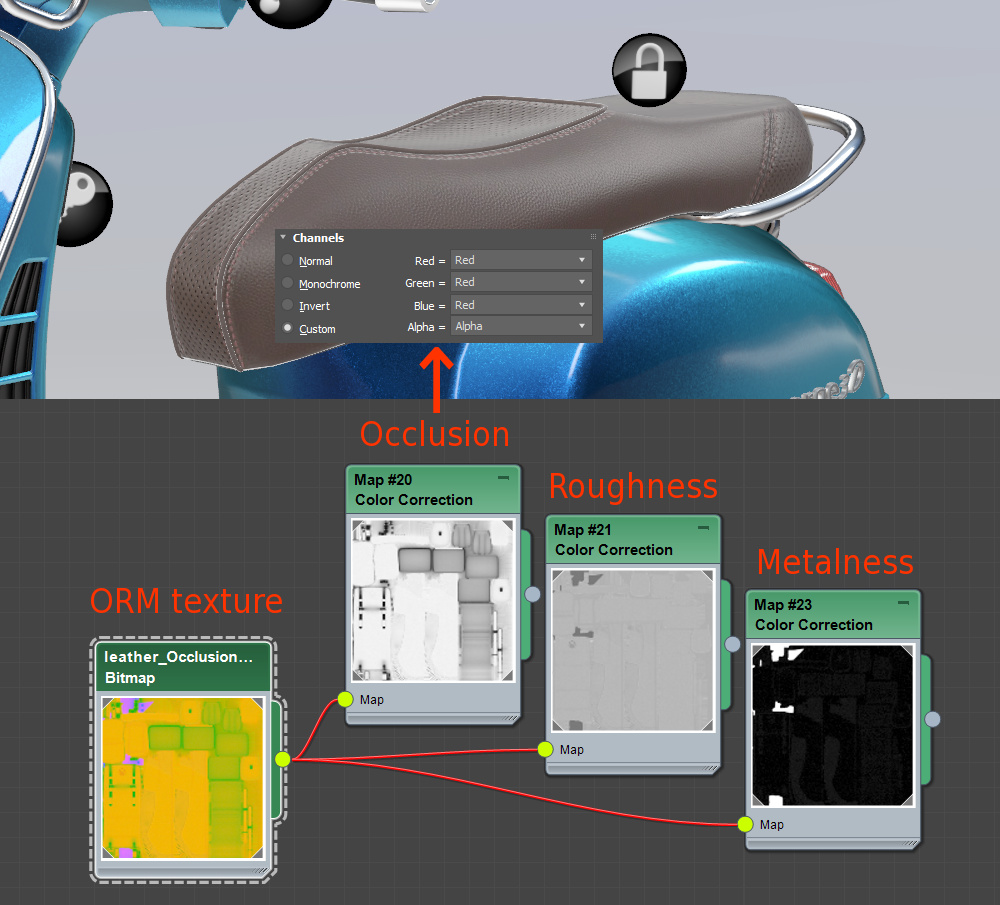 Channels
Normal
Red = Red
Monochrome
Green = Red
Invert
Blue = Red
Custom
Alpha = Alpha
Occlusion
Map #20
Color Correction
Map
Roughness
Map #21
Color Correction
Map
Metalness
Map #23
Color Correction
Map
ORM texture
leather_Occlusion...
Bitmap